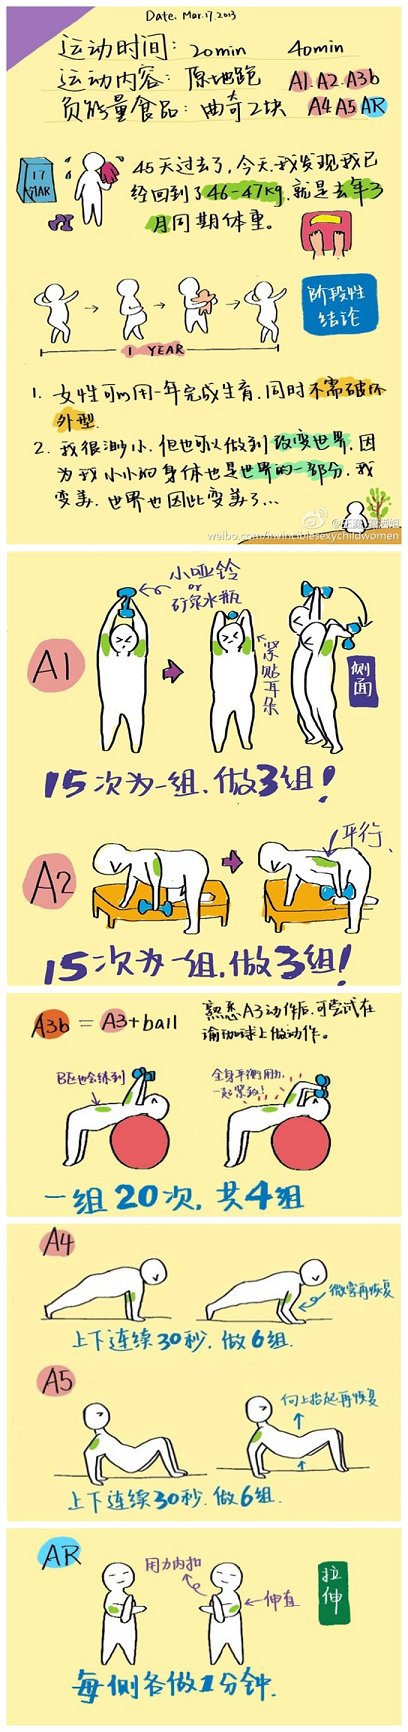 Date. Mar.17.2013
运动时间：20min 40min
运动内容：原地跑 A1 A2 A3b
负能量食品：曲奇2块 A4 A5 AR
17
MAR
45天过去了，今天，我发现我已
经回到了46-47kg，就是去年3
月同期体重。
1 YEAR
阶段性
结论
1. 女性可以用一年完成生育，同时不需破坏
外型。
2. 我很渺小，但也可以做到改变世界，因
为我小小的身体也是世界的一部分，我
变美，世界也因此变美了...
weibo.com/invinciblesexychildwomen
A1
小哑铃
or
矿泉水瓶
紧贴耳朵
侧面
15次为一组，做3组！
A2
平行、
15次为一组，做3组！
A3b = A3+ball
熟悉A3动作后，可尝试在
瑜珈球上做动作。
B区也会练到
全身平衡用力，
一起紧致！
一组20次，共4组
A4
微弯再恢复
上下连续30秒，做6组.
A5
向上抬起再恢复
上下连续30秒，做6组.
AR
用力内扣
伸直
拉伸
每侧各做1分钟.